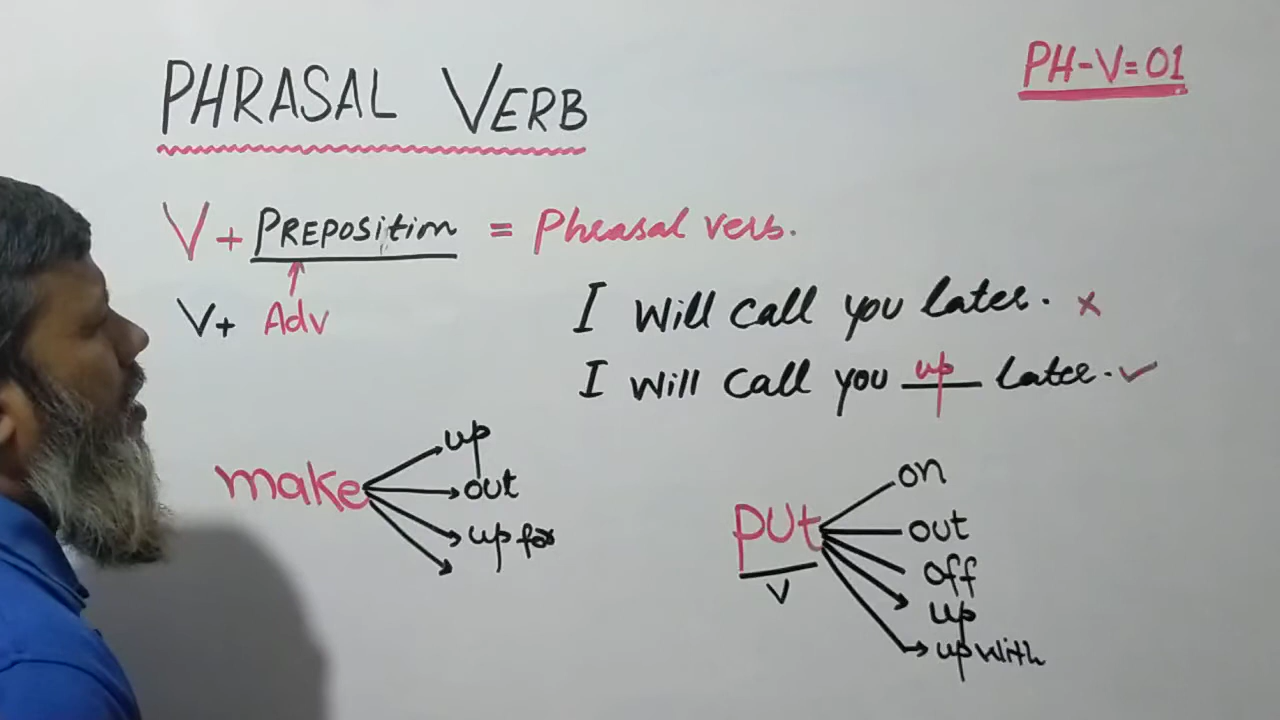 PHRASAL VERB
PH-V=01
V + PREPOSITION = Phrasal verb.
V+ Adv
I Will call you later. ×
I Will Call you up later. ✓
make
up
out
up for
put
V
on
out
off
up
up with